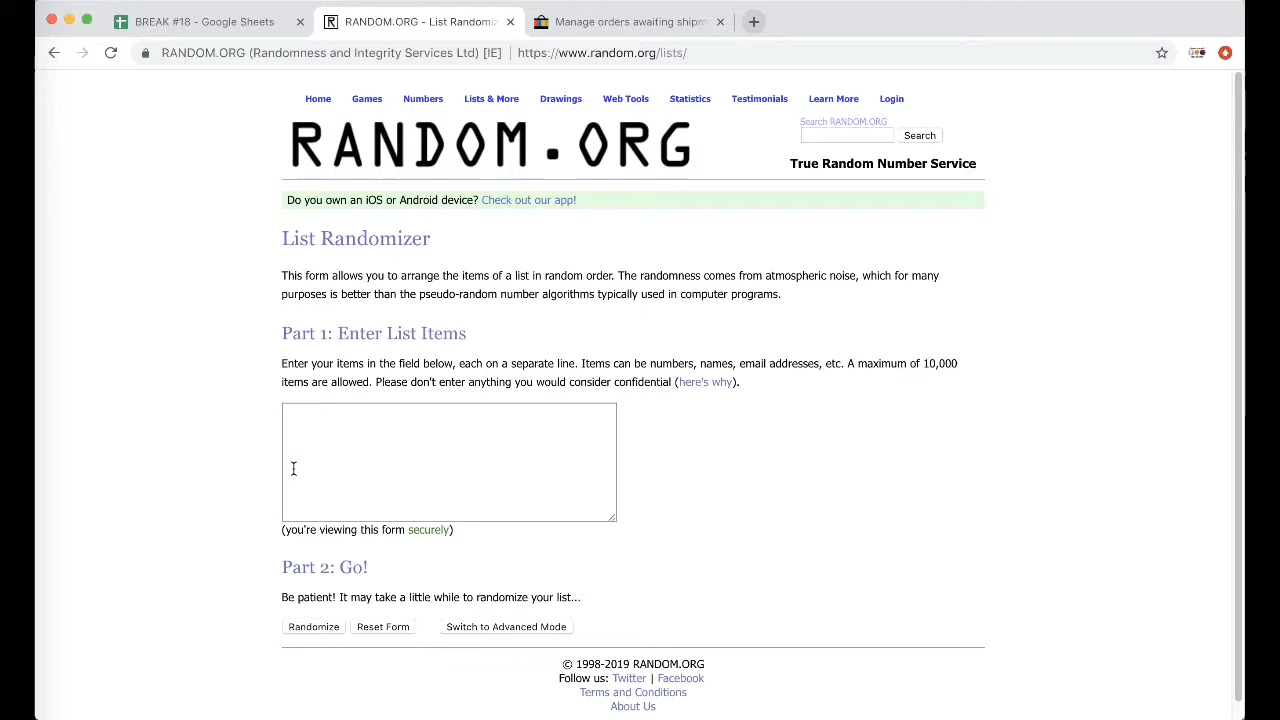 BREAK #18 - Google Sheets
RANDOM.ORG - List Randomiz
Manage orders awaiting shipm
RANDOM.ORG (Randomness and Integrity Services Ltd) [IE]
https://www.random.org/lists/
Home Games Numbers Lists & More Drawings Web Tools Statistics Testimonials Learn More Login
RANDOM.ORG
Search RANDOM.ORG
Search
True Random Number Service
Do you own an iOS or Android device? Check out our app!
List Randomizer
This form allows you to arrange the items of a list in random order. The randomness comes from atmospheric noise, which for many
purposes is better than the pseudo-random number algorithms typically used in computer programs.
Part 1: Enter List Items
Enter your items in the field below, each on a separate line. Items can be numbers, names, email addresses, etc. A maximum of 10,000
items are allowed. Please don't enter anything you would consider confidential (here's why).
(you're viewing this form securely)
Part 2: Go!
Be patient! It may take a little while to randomize your list...
Randomize Reset Form Switch to Advanced Mode
© 1998-2019 RANDOM.ORG
Follow us: Twitter | Facebook
Terms and Conditions
About Us